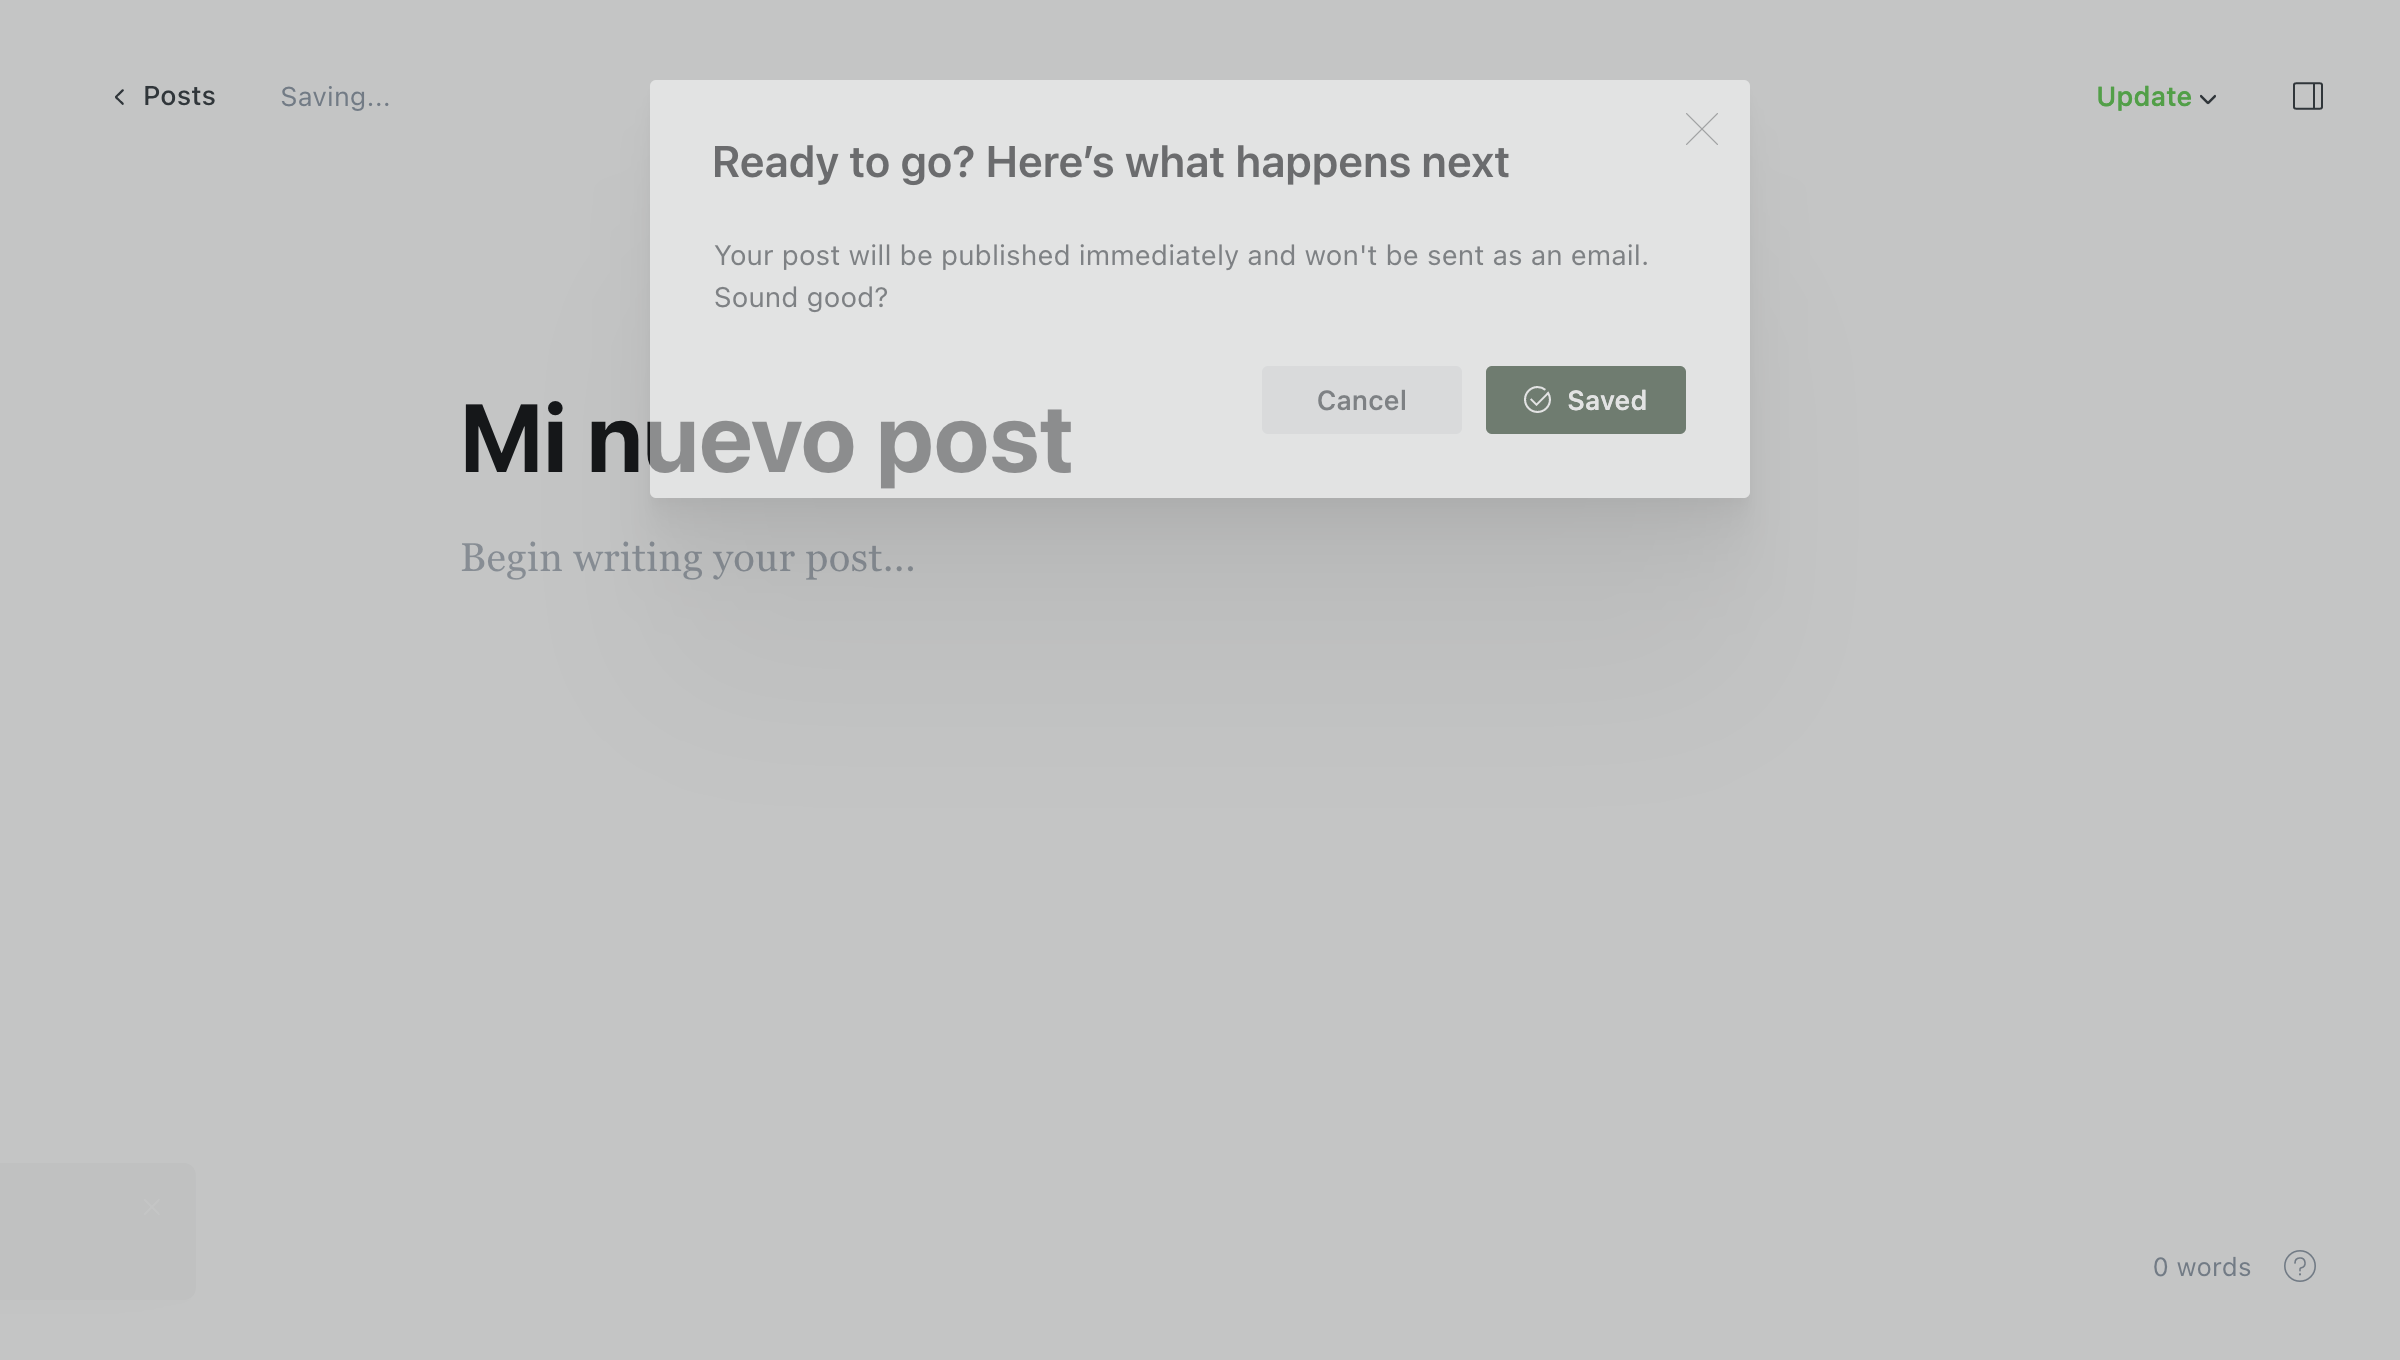 Posts
Saving...
Update
Ready to go? Here’s what happens next
Your post will be published immediately and won't be sent as an email.
Sound good?
Cancel
Saved
Mi nuevo post
Begin writing your post...
0 words
?